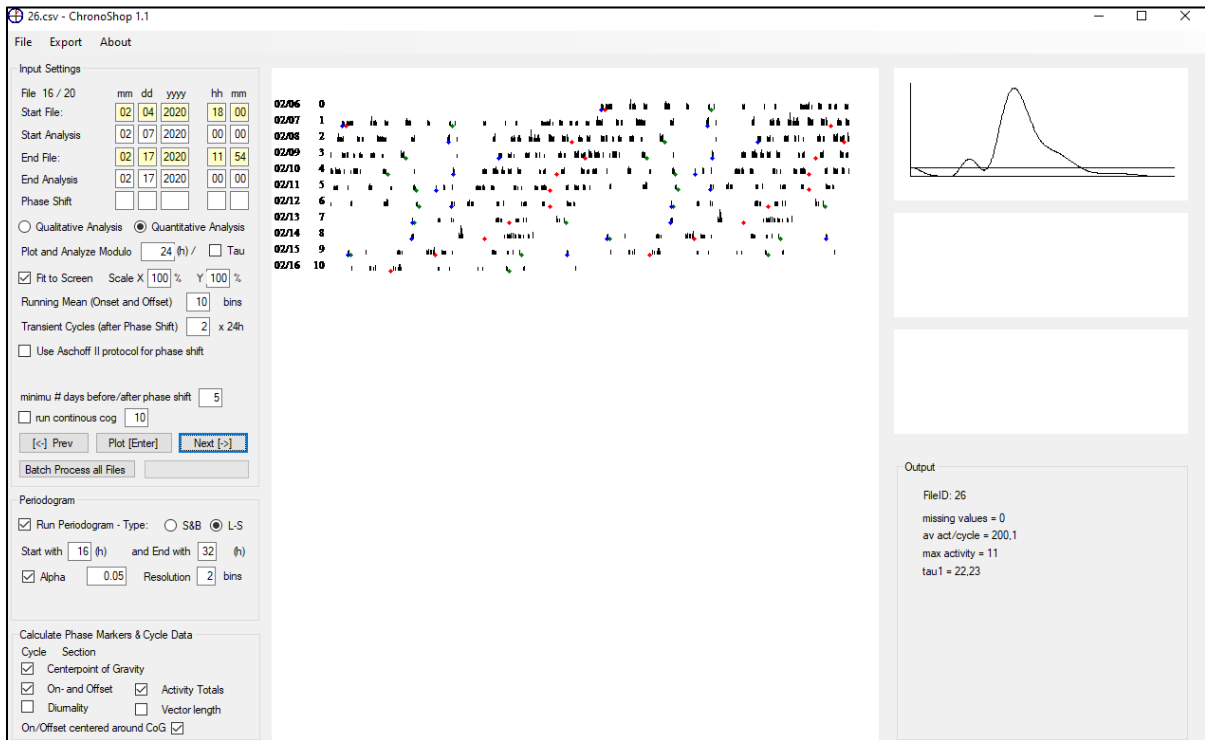 26.csv - ChronoShop 1.1
File Export About
Input Settings
File 16 / 20 mm dd yyyy hh mm
Start File: 02 04 2020 18 00
Start Analysis 02 07 2020 00 00
End File: 02 17 2020 11 54
End Analysis 02 17 2020 00 00
Phase Shift
Qualitative Analysis Quantitative Analysis
Plot and Analyze Modulo 24 (h) / Tau
Fit to Screen Scale X 100 % Y 100 %
Running Mean (Onset and Offset) 10 bins
Transient Cycles (after Phase Shift) 2 x 24h
Use Aschoff II protocol for phase shift
minimu # days before/after phase shift 5
run continous cog 10
[<-] Prev Plot [Enter] Next [->]
Batch Process all Files
Periodogram
Run Periodogram - Type: S&B L-S
Start with 16 (h) and End with 32 (h)
Alpha 0.05 Resolution 2 bins
Calculate Phase Markers & Cycle Data
Cycle Section
Centerpoint of Gravity
On- and Offset Activity Totals
Diurnality Vector length
On/Offset centered around CoG
02/06 0
02/07 1
02/08 2
02/09 3
02/10 4
02/11 5
02/12 6
02/13 7
02/14 8
02/15 9
02/16 10
Output
FileID: 26
missing values = 0
av act/cycle = 200,1
max activity = 11
tau1 = 22,23